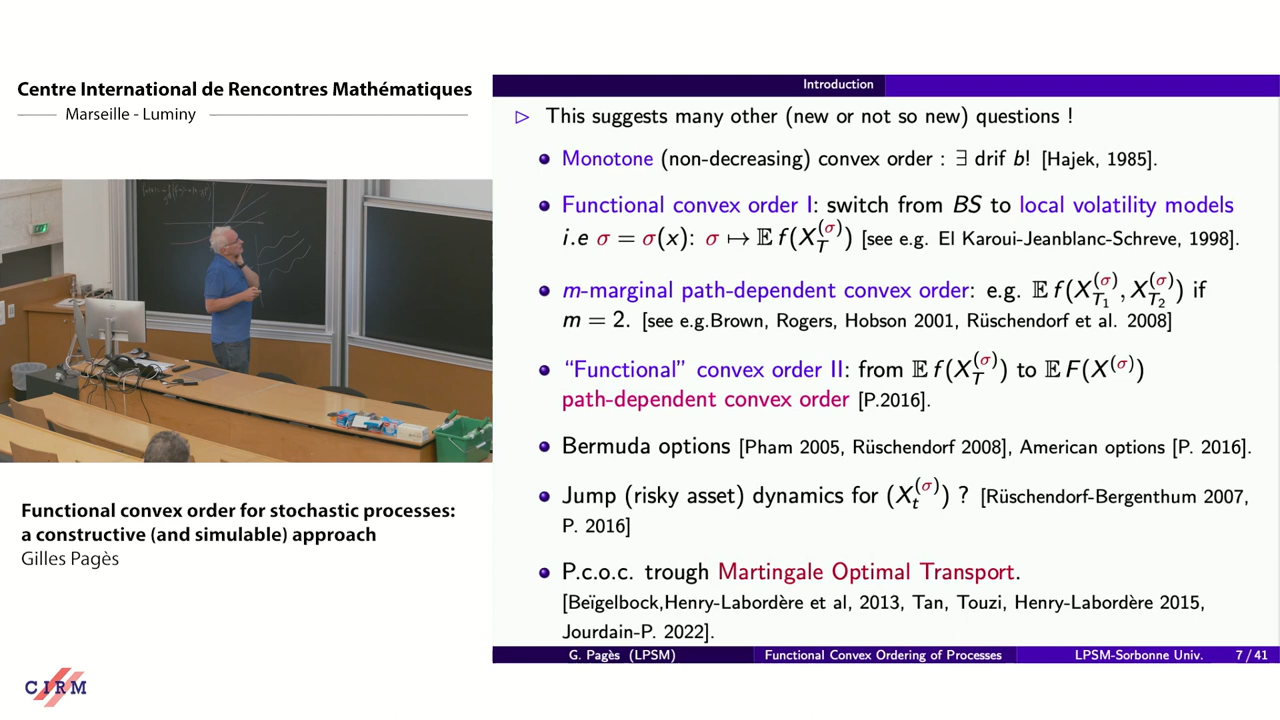 Centre International de Rencontres Mathématiques
Marseille - Luminy
Functional convex order for stochastic processes:
a constructive (and simulable) approach
Gilles Pagès
CIRM
Introduction
▷ This suggests many other (new or not so new) questions !
• Monotone (non-decreasing) convex order : ∃ drif b! [Hajek, 1985].
• Functional convex order I: switch from BS to local volatility models
i.e σ = σ(x): σ ↦ 𝔼 f(X_T^(σ)) [see e.g. El Karoui-Jeanblanc-Schreve, 1998].
• m-marginal path-dependent convex order: e.g. 𝔼 f(X_{T_1}^(σ), X_{T_2}^(σ)) if
m = 2. [see e.g.Brown, Rogers, Hobson 2001, Rüschendorf et al. 2008]
• “Functional” convex order II: from 𝔼 f(X_T^(σ)) to 𝔼 F(X^(σ))
path-dependent convex order [P.2016].
• Bermuda options [Pham 2005, Rüschendorf 2008], American options [P. 2016].
• Jump (risky asset) dynamics for (X_t^(σ)) ? [Rüschendorf-Bergenthum 2007,
P. 2016]
• P.c.o.c. trough Martingale Optimal Transport.
[Beïgelbock,Henry-Labordère et al, 2013, Tan, Touzi, Henry-Labordère 2015,
Jourdain-P. 2022].
G. Pagès (LPSM) Functional Convex Ordering of Processes LPSM-Sorbonne Univ. 7 / 41